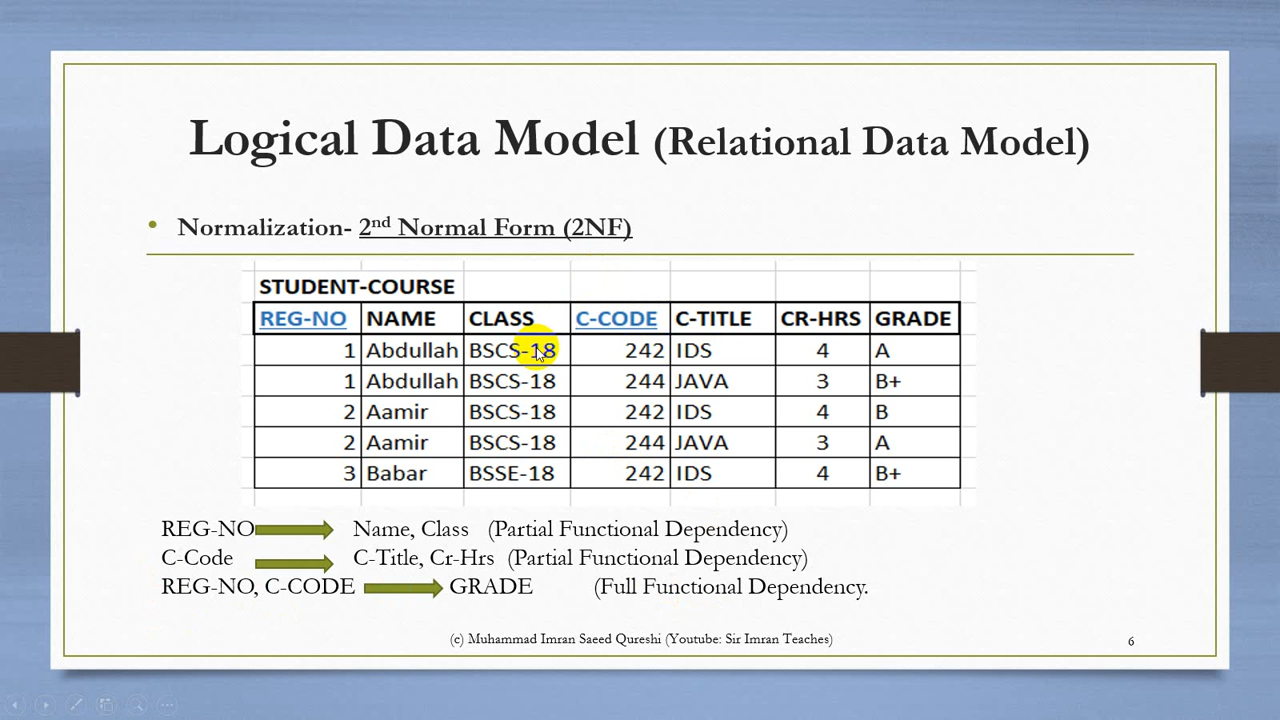 Logical Data Model (Relational Data Model)
• Normalization- 2nd Normal Form (2NF)
STUDENT-COURSE
REG-NO NAME CLASS C-CODE C-TITLE CR-HRS GRADE
1 Abdullah BSCS-18 242 IDS 4 A
1 Abdullah BSCS-18 244 JAVA 3 B+
2 Aamir BSCS-18 242 IDS 4 B
2 Aamir BSCS-18 244 JAVA 3 A
3 Babar BSSE-18 242 IDS 4 B+
REG-NO Name, Class (Partial Functional Dependency)
C-Code C-Title, Cr-Hrs (Partial Functional Dependency)
REG-NO, C-CODE GRADE (Full Functional Dependency.
(c) Muhammad Imran Saeed Qureshi (Youtube: Sir Imran Teaches)
6